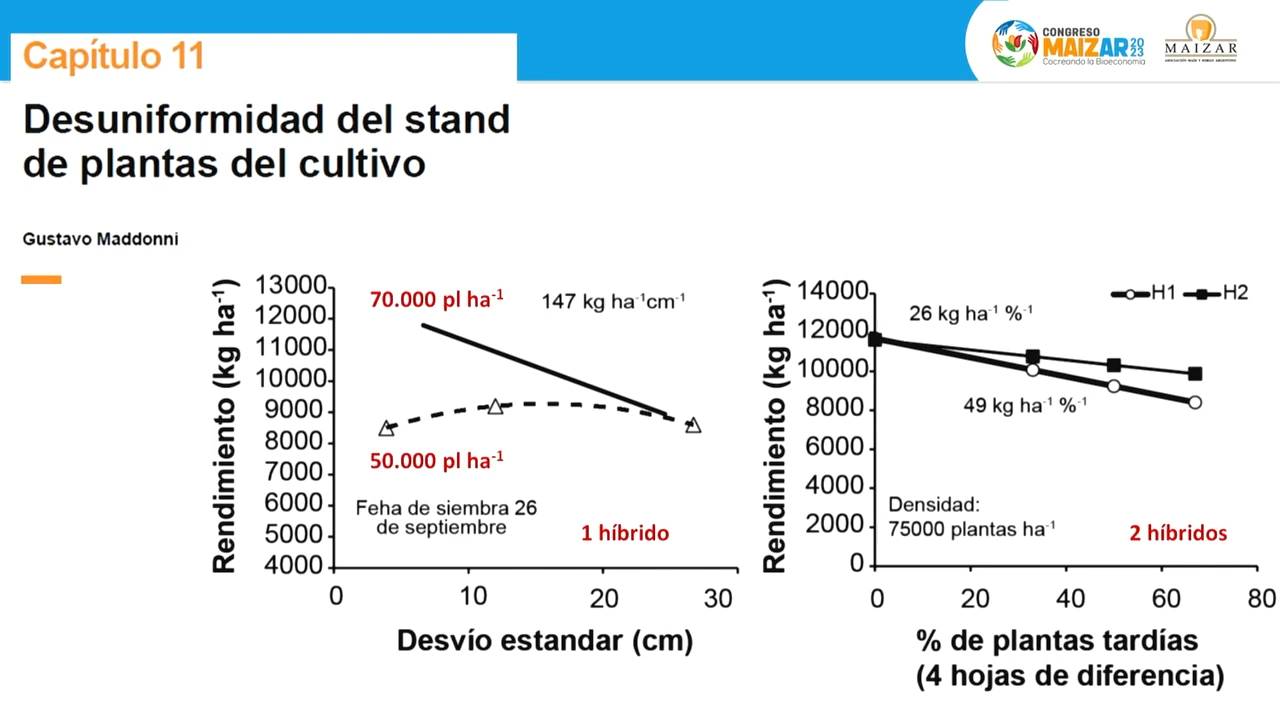 Capítulo 11
CONGRESO
MAIZAR 2023
Cocreando la Bioeconomía
MAIZAR
ASOCIACIÓN MAÍZ Y SORGO ARGENTINO
Desuniformidad del stand
de plantas del cultivo
Gustavo Maddonni
Rendimiento (kg ha⁻¹)
13000
12000
11000
10000
9000
8000
7000
6000
5000
4000
70.000 pl ha⁻¹
147 kg ha⁻¹cm⁻¹
50.000 pl ha⁻¹
Feha de siembra 26
de septiembre
1 híbrido
0 10 20 30
Desvío estandar (cm)
Rendimiento (kg ha⁻¹)
14000
12000
10000
8000
6000
4000
2000
0
H1 H2
26 kg ha⁻¹ %⁻¹
49 kg ha⁻¹ %⁻¹
Densidad:
75000 plantas ha⁻¹
2 híbridos
0 20 40 60 80
% de plantas tardías
(4 hojas de diferencia)